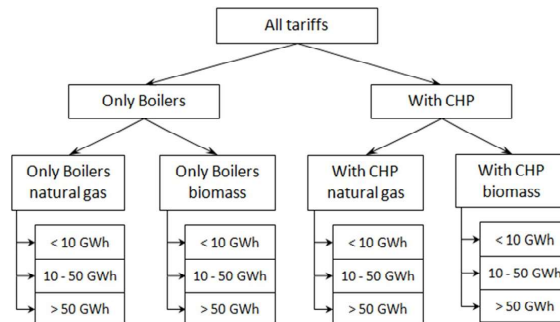 All tariffs
Only Boilers
With CHP
Only Boilers
natural gas
Only Boilers
biomass
With CHP
natural gas
With CHP
biomass
< 10 GWh
10 - 50 GWh
> 50 GWh
< 10 GWh
10 - 50 GWh
> 50 GWh
< 10 GWh
10 - 50 GWh
> 50 GWh
< 10 GWh
10 - 50 GWh
> 50 GWh